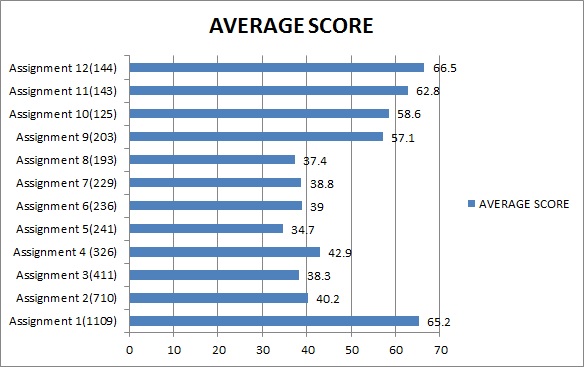 AVERAGE SCORE
Assignment 12(144) 66.5
Assignment 11(143) 62.8
Assignment 10(125) 58.6
Assignment 9(203) 57.1
Assignment 8(193) 37.4
Assignment 7(229) 38.8
Assignment 6(236) 39
Assignment 5(241) 34.7
Assignment 4 (326) 42.9
Assignment 3(411) 38.3
Assignment 2(710) 40.2
Assignment 1(1109) 65.2
0 10 20 30 40 50 60 70
AVERAGE SCORE